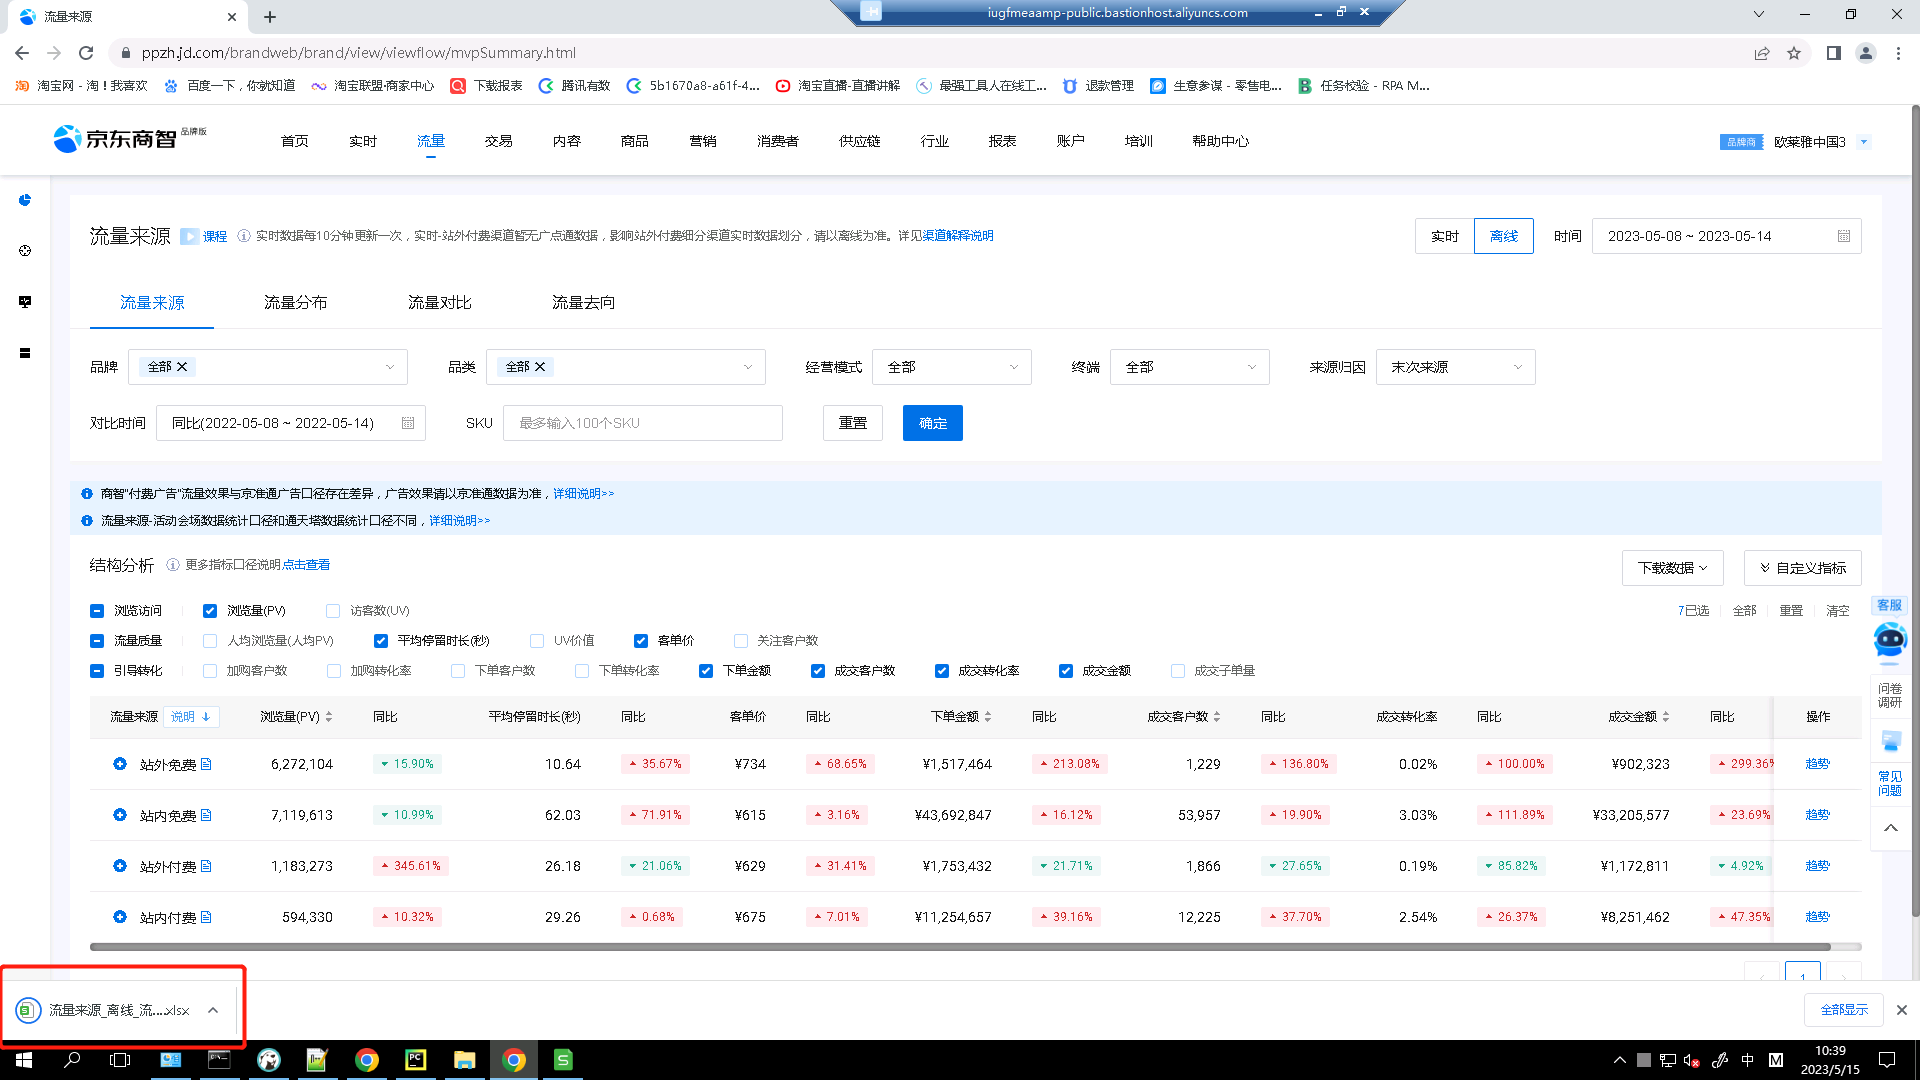 流量来源
iugfmeaamp-public.bastionhost.aliyuncs.com
ppzh.jd.com/brandweb/brand/view/viewflow/mvpSummary.html
淘宝网 - 淘！我喜欢 百度一下，你就知道 淘宝联盟·商家中心 下载报表 腾讯有数 5b1670a8-a61f-4... 淘宝直播-直播讲解 最强工具人在线工... 退款管理 生意参谋 - 零售电... 任务校验 - RPA M...
京东商智 品牌版 首页 实时 流量 交易 内容 商品 营销 消费者 供应链 行业 报表 账户 培训 帮助中心 品牌商 欧莱雅中国3
流量来源 课程 实时数据每10分钟更新一次，实时-站外付费渠道暂无广点通数据，影响站外付费细分渠道实时数据划分，请以离线为准。详见渠道解释说明 实时 离线 时间 2023-05-08 ~ 2023-05-14
流量来源 流量分布 流量对比 流量去向
品牌 全部 品类 全部 经营模式 全部 终端 全部 来源归因 末次来源
对比时间 同比(2022-05-08 ~ 2022-05-14) SKU 最多输入100个SKU 重置 确定
商智"付费广告"流量效果与京准通广告口径存在差异，广告效果请以京准通数据为准，详细说明>>
流量来源-活动会场数据统计口径和通天塔数据统计口径不同，详细说明>>
结构分析 更多指标口径说明点击查看 下载数据 自定义指标
浏览访问 浏览量(PV) 访客数(UV) 7已选 全部 重置 清空
流量质量 人均浏览量(人均PV) 平均停留时长(秒) UV价值 客单价 关注客户数
引导转化 加购客户数 加购转化率 下单客户数 下单转化率 下单金额 成交客户数 成交转化率 成交金额 成交子单量
流量来源 说明 浏览量(PV) 同比 平均停留时长(秒) 同比 客单价 同比 下单金额 同比 成交客户数 同比 成交转化率 同比 成交金额 同比 操作
站外免费 6,272,104 15.90% 10.64 35.67% ¥734 68.65% ¥1,517,464 213.08% 1,229 136.80% 0.02% 100.00% ¥902,323 299.36% 趋势
站内免费 7,119,613 10.99% 62.03 71.91% ¥615 3.16% ¥43,692,847 16.12% 53,957 19.90% 3.03% 111.89% ¥33,205,577 23.69% 趋势
站外付费 1,183,273 345.61% 26.18 21.06% ¥629 31.41% ¥1,753,432 21.71% 1,866 27.65% 0.19% 85.82% ¥1,172,811 4.92% 趋势
站内付费 594,330 10.32% 29.26 0.68% ¥675 7.01% ¥11,254,657 39.16% 12,225 37.70% 2.54% 26.37% ¥8,251,462 47.35% 趋势
1
客服
问卷
调研
常见
问题
流量来源_离线_流....xlsx 全部显示
中 M
10:39
2023/5/15